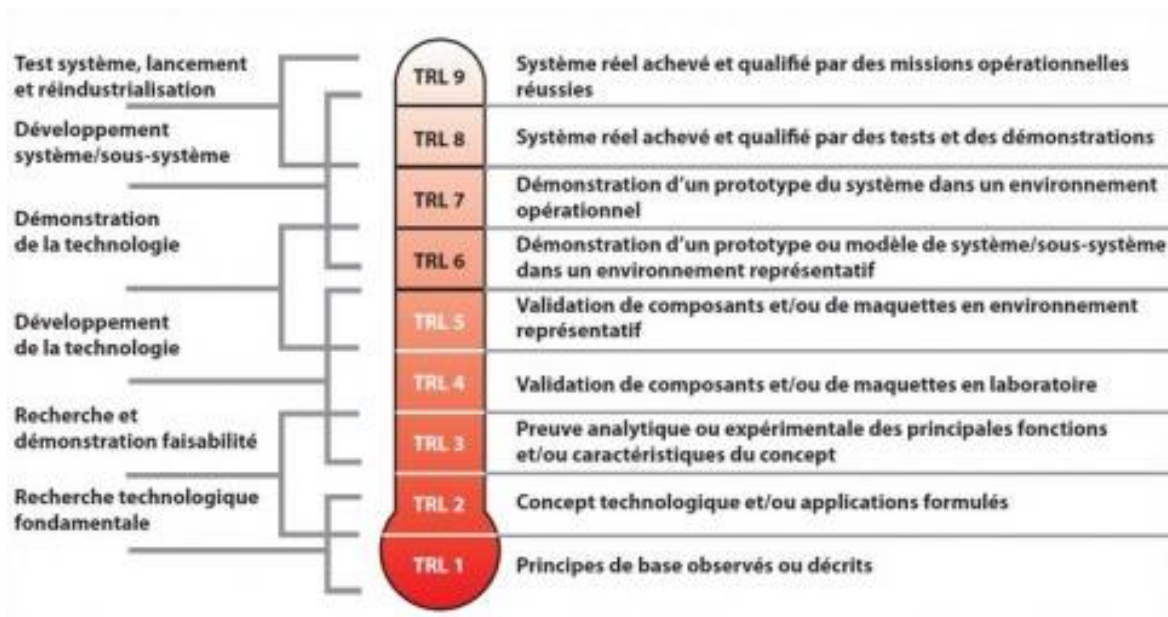 Test système, lancement
et réindustrialisation
Développement
système/sous-système
Démonstration
de la technologie
Développement
de la technologie
Recherche et
démonstration faisabilité
Recherche technologique
fondamentale
TRL 9
Système réel achevé et qualifié par des missions opérationnelles
réussies
TRL 8
Système réel achevé et qualifié par des tests et des démonstrations
TRL 7
Démonstration d'un prototype du système dans un environnement
opérationnel
TRL 6
Démonstration d'un prototype ou modèle de système/sous-système
dans un environnement représentatif
TRL 5
Validation de composants et/ou de maquettes en environnement
représentatif
TRL 4
Validation de composants et/ou de maquettes en laboratoire
TRL 3
Preuve analytique ou expérimentale des principales fonctions
et/ou caractéristiques du concept
TRL 2
Concept technologique et/ou applications formulés
TRL 1
Principes de base observés ou décrits